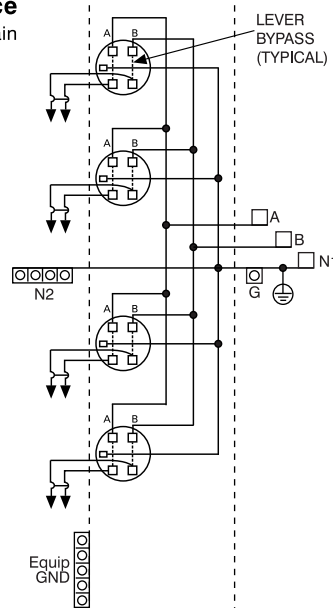 ce
ain
LEVER
BYPASS
(TYPICAL)
A B
A B
A
B
N1
N2
G
A B
A B
Equip
GND